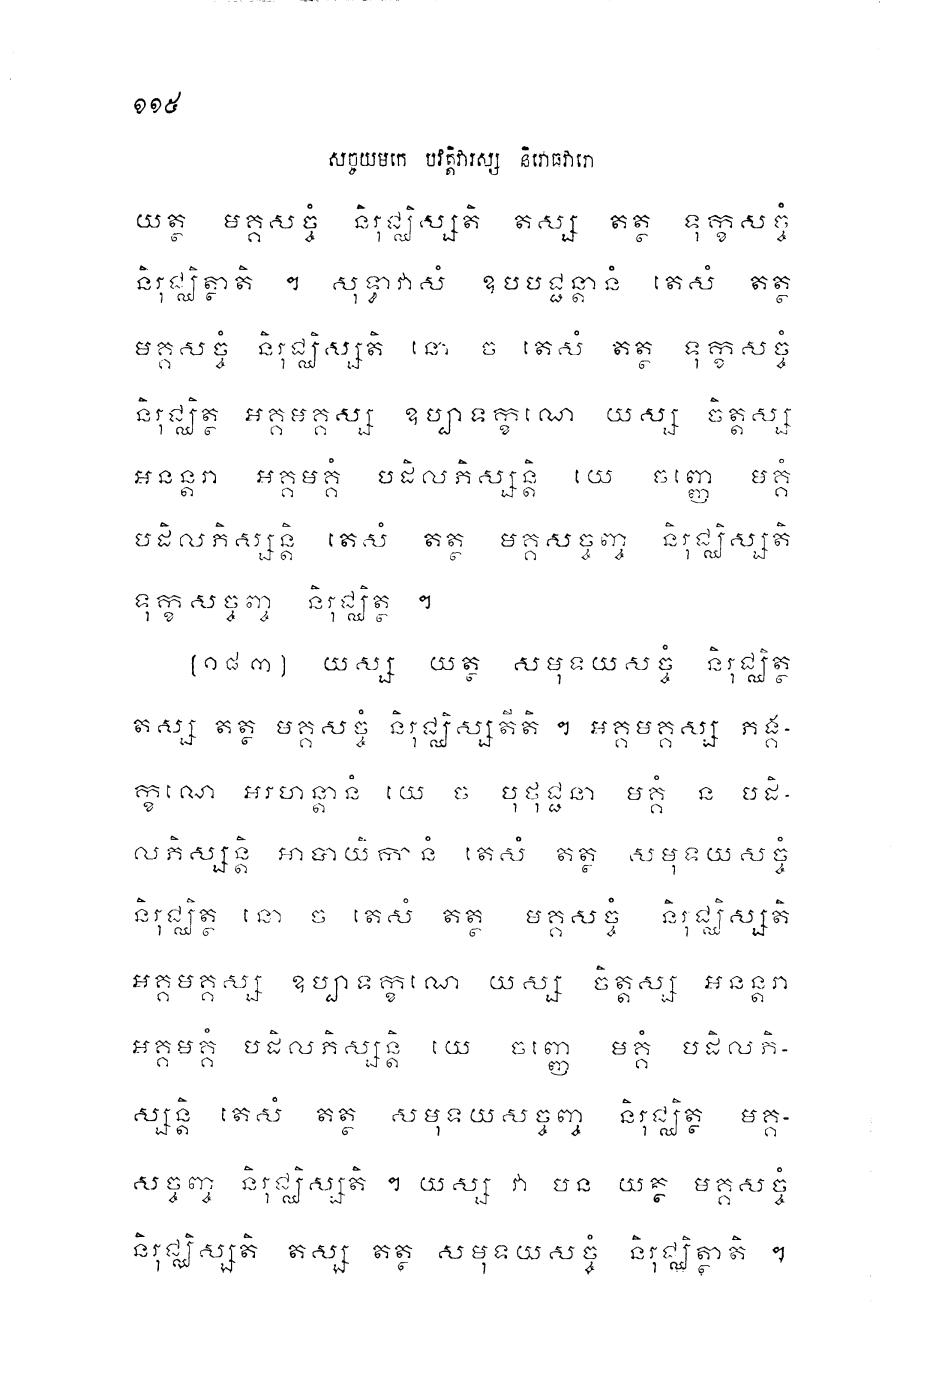 ១១៥
សច្ចយមកេ បវត្តិវារស្ស និរោធវារោ
យត្ថ មគ្គសច្ចំ និរុជ្ឈិស្សតិ តស្ស តត្ថ ទុក្ខសច្ចំ
និរុជ្ឈិត្ថាតិ ។ សុទ្ធាវាសំ ឧបបជ្ជន្តានំ តេសំ តត្ថ
មគ្គសច្ចំ និរុជ្ឈិស្សតិ នោ ច តេសំ តត្ថ ទុក្ខសច្ចំ
និរុជ្ឈិត្ថ អគ្គមគ្គស្ស ឧប្បាទក្ខណេ យស្ស ចិត្តស្ស
អនន្តរា អគ្គមគ្គំ បដិលភិស្សន្តិ យេ ចញ្ញេ មគ្គំ
បដិលភិស្សន្តិ តេសំ តត្ថ មគ្គសច្ចញ្ច និរុជ្ឈិស្សតិ
ទុក្ខសច្ចញ្ច និរុជ្ឈិត្ថ ។
(១៨៣) យស្ស យត្ថ សមុទយសច្ចំ និរុជ្ឈិត្ថ
តស្ស តត្ថ មគ្គសច្ចំ និរុជ្ឈិស្សតីតិ ។ អគ្គមគ្គស្ស ភង្គ-
ក្ខណេ អរហន្តានំ យេ ច បុថុជ្ជនា មគ្គំ ន បដិ-
លភិស្សន្តិ អាបាយិកានំ តេសំ តត្ថ សមុទយសច្ចំ
និរុជ្ឈិត្ថ នោ ច តេសំ តត្ថ មគ្គសច្ចំ និរុជ្ឈិស្សតិ
អគ្គមគ្គស្ស ឧប្បាទក្ខណេ យស្ស ចិត្តស្ស អនន្តរា
អគ្គមគ្គំ បដិលភិស្សន្តិ យេ ចញ្ញេ មគ្គំ បដិលភិ-
ស្សន្តិ តេសំ តត្ថ សមុទយសច្ចញ្ច និរុជ្ឈិត្ថ មគ្គ-
សច្ចញ្ច និរុជ្ឈិស្សតិ ។ យស្ស វា បន យត្ថ មគ្គសច្ចំ
និរុជ្ឈិស្សតិ តស្ស តត្ថ សមុទយសច្ចំ និរុជ្ឈិត្ថាតិ ។